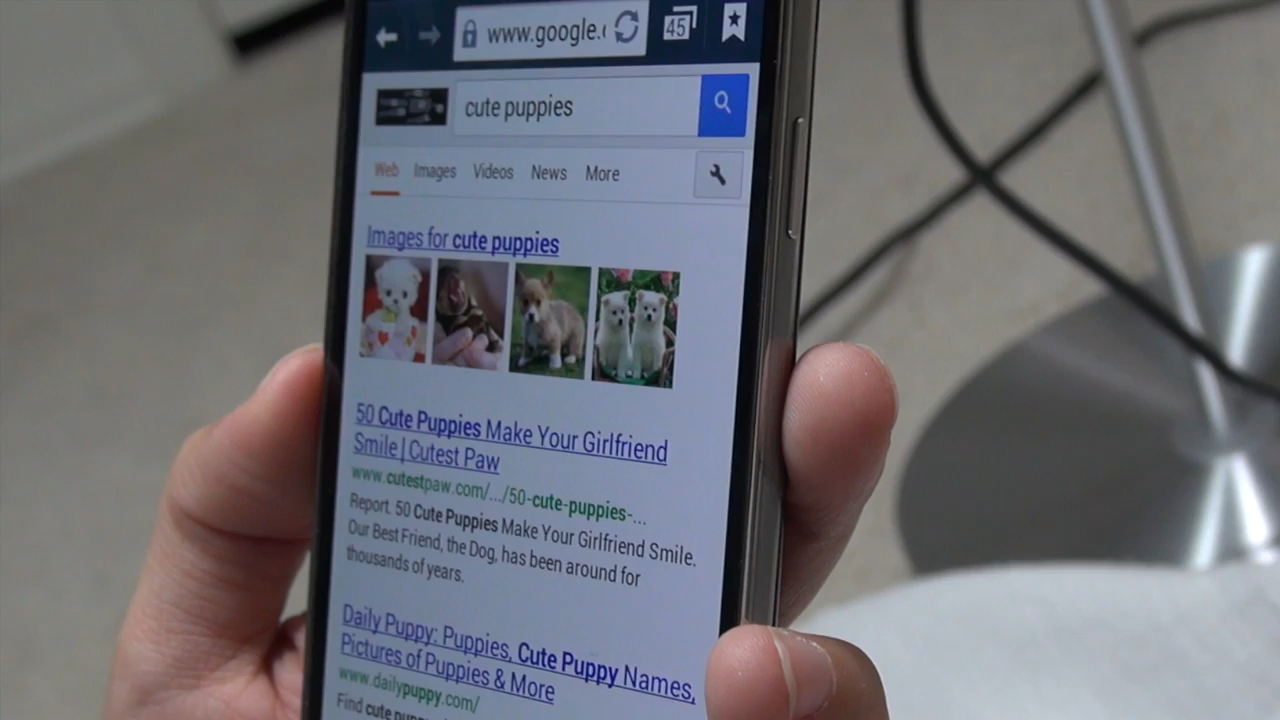 www.google.c
45
cute puppies
Web Images Videos News More
Images for cute puppies
50 Cute Puppies Make Your Girlfriend
Smile | Cutest Paw
www.cutestpaw.com/.../50-cute-puppies-...
Report. 50 Cute Puppies Make Your Girlfriend Smile.
Our Best Friend, the Dog, has been around for
thousands of years.
Daily Puppy: Puppies, Cute Puppy Names,
Pictures of Puppies & More
www.dailypuppy.com/
Find cute